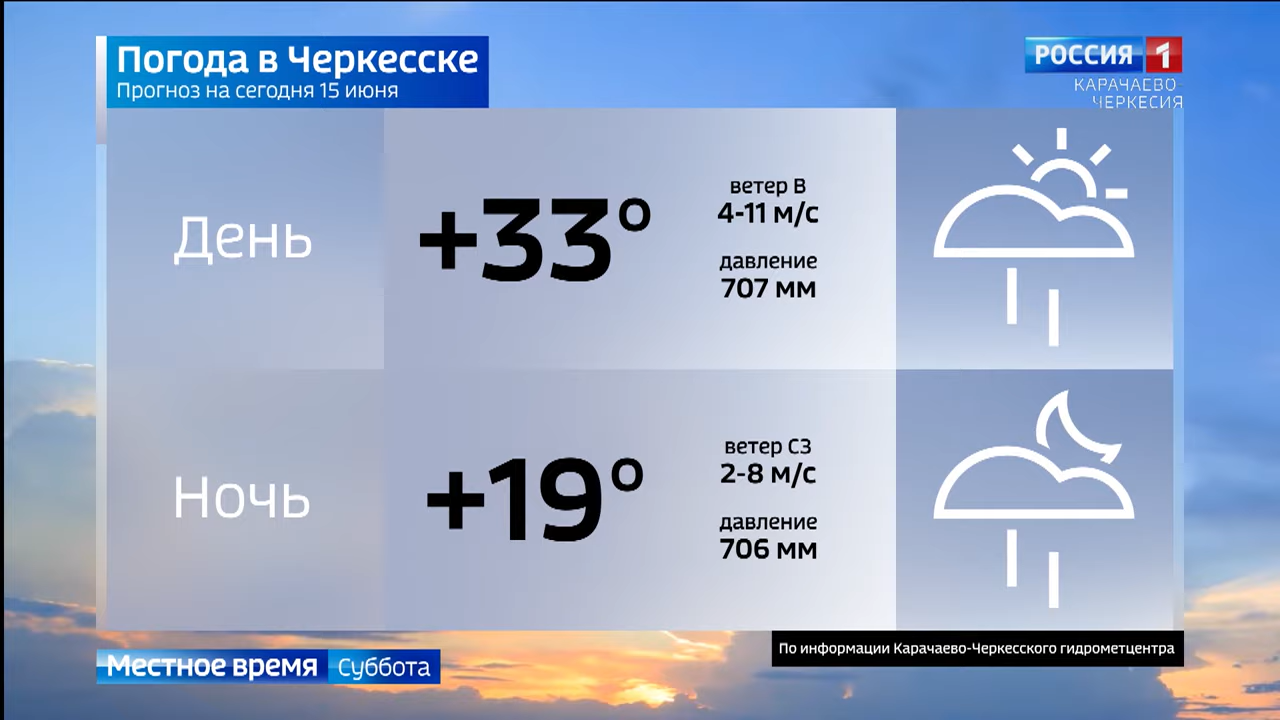 Погода в Черкесске
Прогноз на сегодня 15 июня
РОССИЯ 1
КАРАЧАЕВО-
ЧЕРКЕСИЯ
День
+33°
ветер В
4-11 м/с
давление
707 мм
Ночь
+19°
ветер СЗ
2-8 м/с
давление
706 мм
По информации Карачаево-Черкесского гидрометцентра
Местное время Суббота